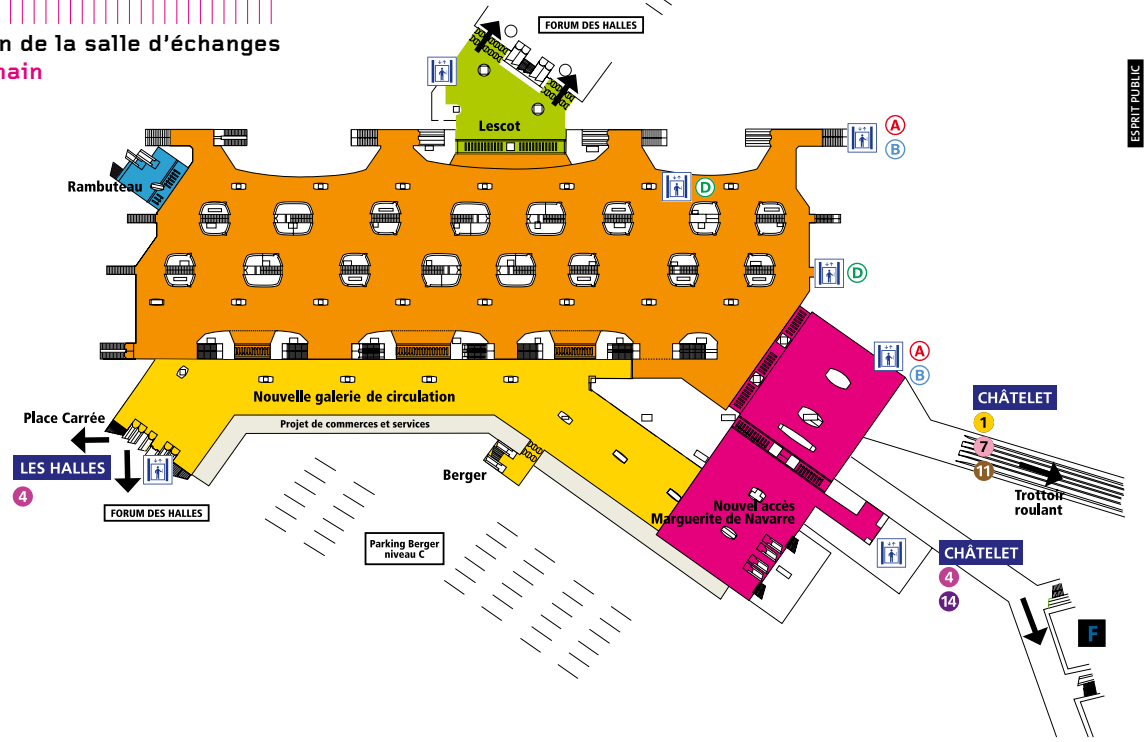 n de la salle d'échanges
nain
FORUM DES HALLES
ESPRIT PUBLIC
Lescot
A
B
Rambuteau
D
D
A
B
CHÂTELET
1
7
11
Trottoir
roulant
Nouvelle galerie de circulation
Projet de commerces et services
Place Carrée
LES HALLES
4
FORUM DES HALLES
Berger
Parking Berger
niveau C
Nouvel accès
Marguerite de Navarre
CHÂTELET
4
14
F